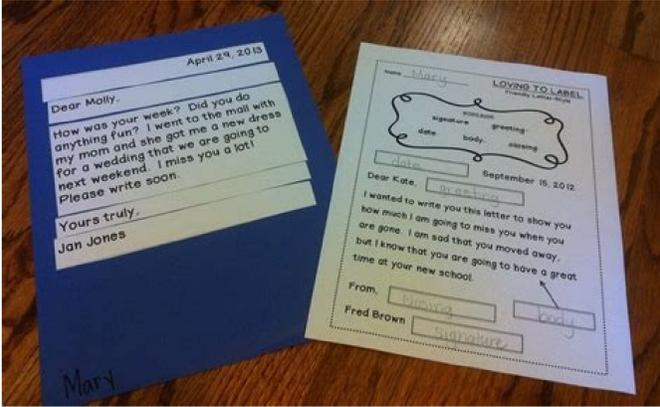 April 29, 2013
Dear Molly,
How was your week? Did you do
anything fun? I went to the mall with
my mom and she got me a new dress
for a wedding that we are going to
next weekend. I miss you a lot!
Please write soon.
Yours truly,
Jan Jones
Mary
Name Mary
LOVING TO LABEL
Friendly Letter-Style
signature greeting
date body closing
date
September 15, 2012
Dear Kate, greeting
I wanted to write you this letter to show you
how much I am going to miss you when you
are gone. I am sad that you moved away,
but I know that you are going to have a great
time at your new school.
From, closing
body
Fred Brown signature